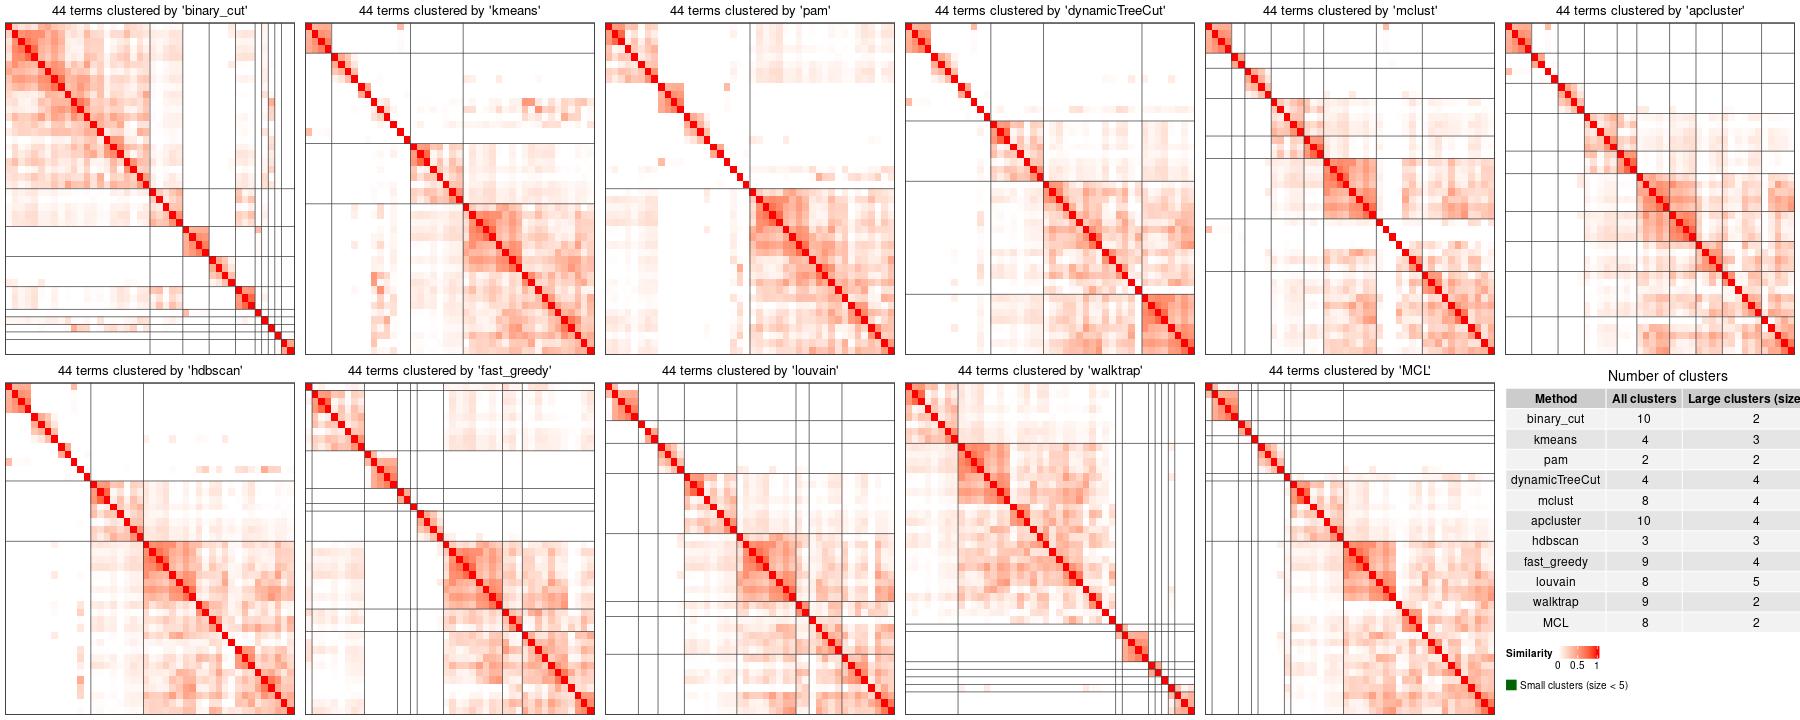 44 terms clustered by 'binary_cut'
44 terms clustered by 'kmeans'
44 terms clustered by 'pam'
44 terms clustered by 'dynamicTreeCut'
44 terms clustered by 'mclust'
44 terms clustered by 'apcluster'
44 terms clustered by 'hdbscan'
44 terms clustered by 'fast_greedy'
44 terms clustered by 'louvain'
44 terms clustered by 'walktrap'
44 terms clustered by 'MCL'
Number of clusters
Method All clusters Large clusters (size
binary_cut 10 2
kmeans 4 3
pam 2 2
dynamicTreeCut 4 4
mclust 8 4
apcluster 10 4
hdbscan 3 3
fast_greedy 9 4
louvain 8 5
walktrap 9 2
MCL 8 2
Similarity
0 0.5 1
Small clusters (size < 5)